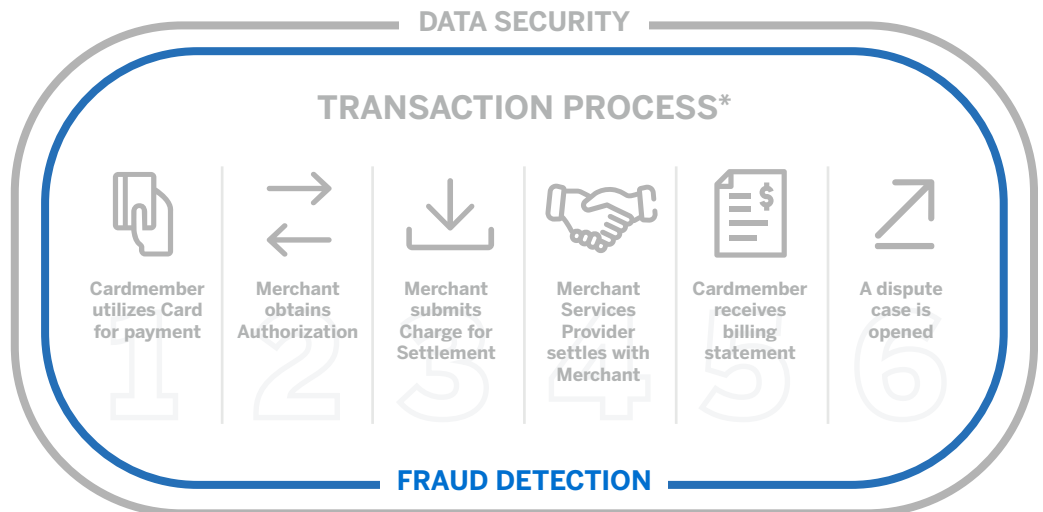 DATA SECURITY
TRANSACTION PROCESS*
$
Cardmember
utilizes Card
for payment
1
Merchant
obtains
Authorization
2
Merchant
submits
Charge for
Settlement
3
Merchant
Services
Provider
settles with
Merchant
4
Cardmember
receives
billing
statement
5
A dispute
case is
opened
6
FRAUD DETECTION